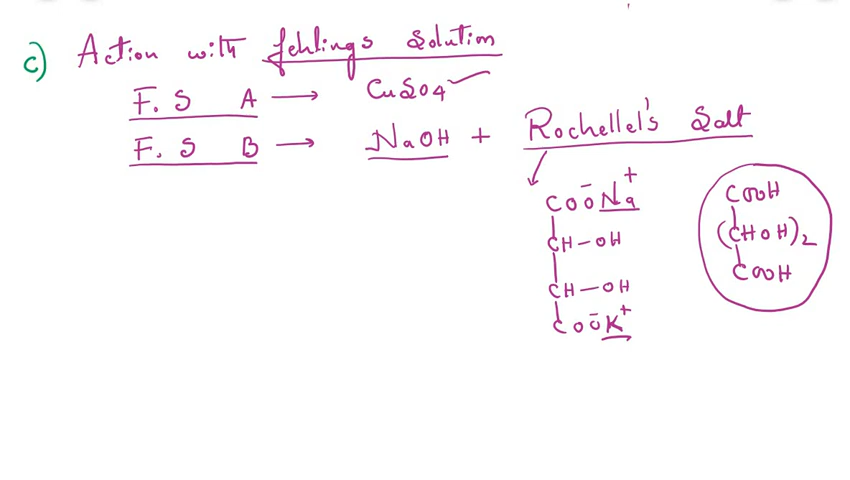 c) Action with fehlings Solution
F. S A → CuSO4
F. S B → NaOH + Rochellel's Salt
COO⁻Na⁺
CH-OH
CH-OH
COO⁻K⁺
COOH
(CHOH)2
COOH